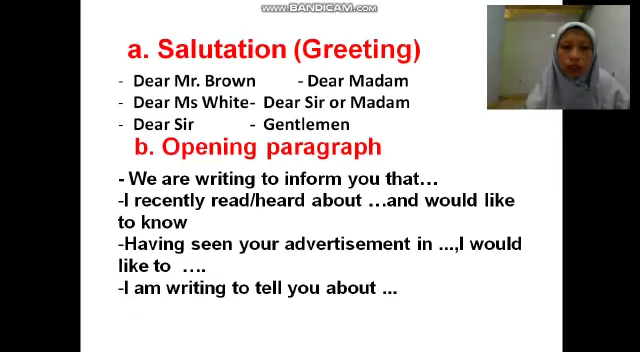 WWW.BANDICAM.COM
a. Salutation (Greeting)
- Dear Mr. Brown - Dear Madam
- Dear Ms White- Dear Sir or Madam
- Dear Sir - Gentlemen
b. Opening paragraph
- We are writing to inform you that…
-I recently read/heard about …and would like
to know
-Having seen your advertisement in ...,I would
like to ….
-I am writing to tell you about ...